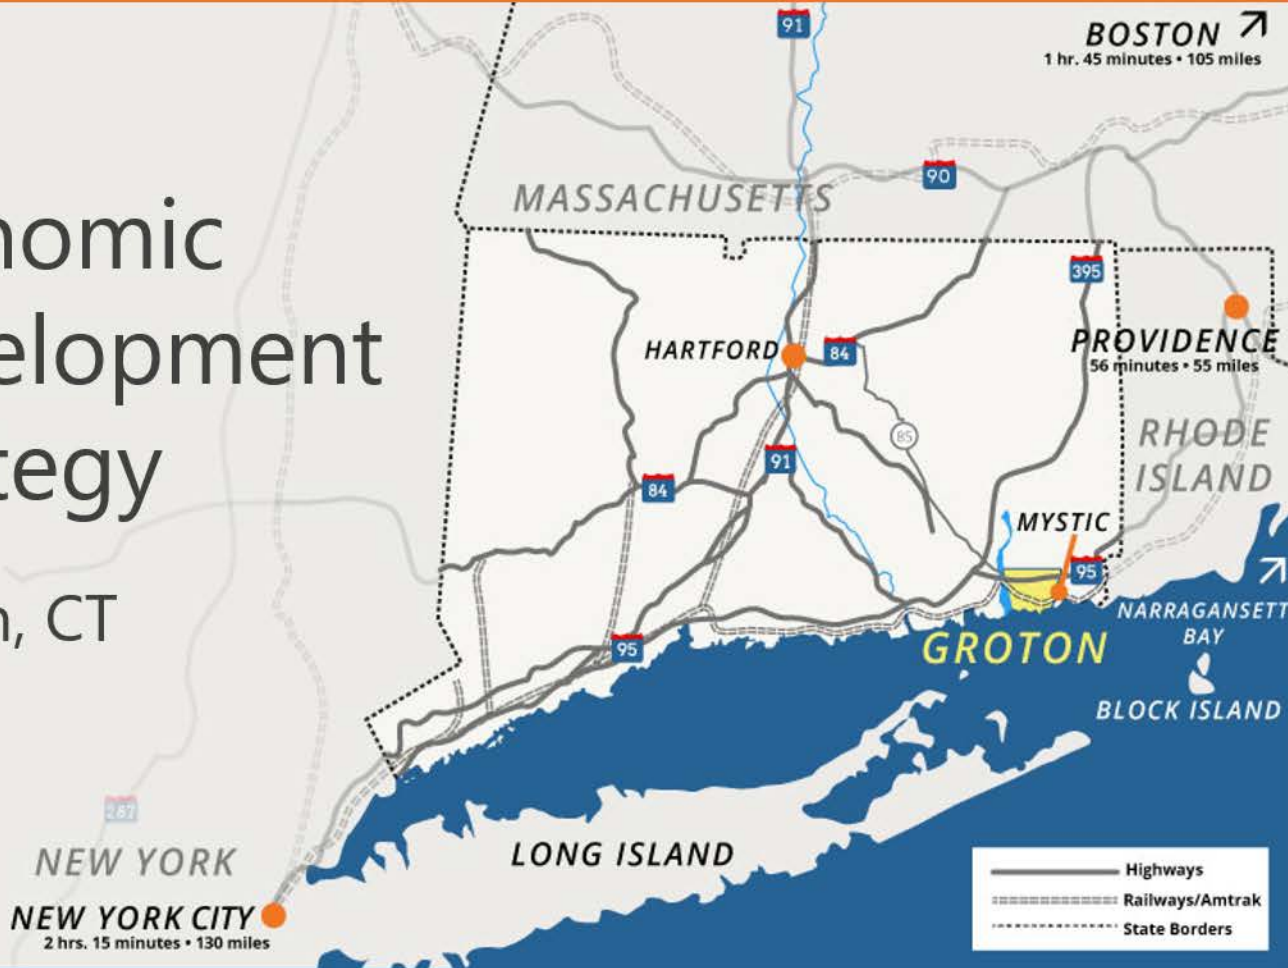 91
BOSTON
1 hr. 45 minutes • 105 miles
90
MASSACHUSETTS
nomic
elopment
tegy
n, CT
395
HARTFORD
84
PROVIDENCE
56 minutes • 55 miles
85
RHODE
ISLAND
91
84
MYSTIC
95
NARRAGANSETT
BAY
95
GROTON
BLOCK ISLAND
287
LONG ISLAND
NEW YORK
NEW YORK CITY
2 hrs. 15 minutes • 130 miles
Highways
Railways/Amtrak
State Borders